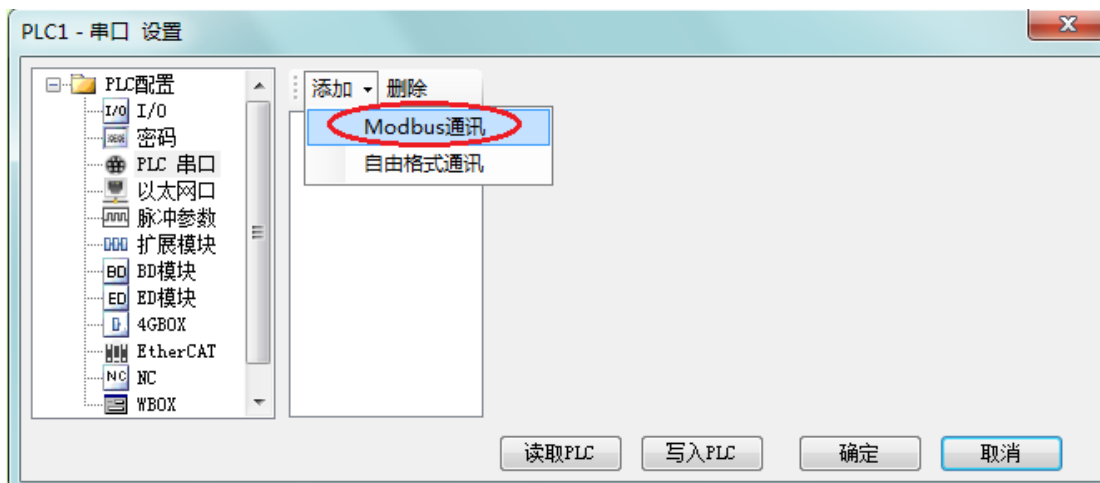 PLC1 - 串口 设置
X
PLC配置
I/O I/O
密码
PLC 串口
以太网口
脉冲参数
扩展模块
BD BD模块
ED ED模块
4GBOX
EtherCAT
NC NC
WBOX
添加 删除
Modbus通讯
自由格式通讯
读取PLC 写入PLC 确定 取消